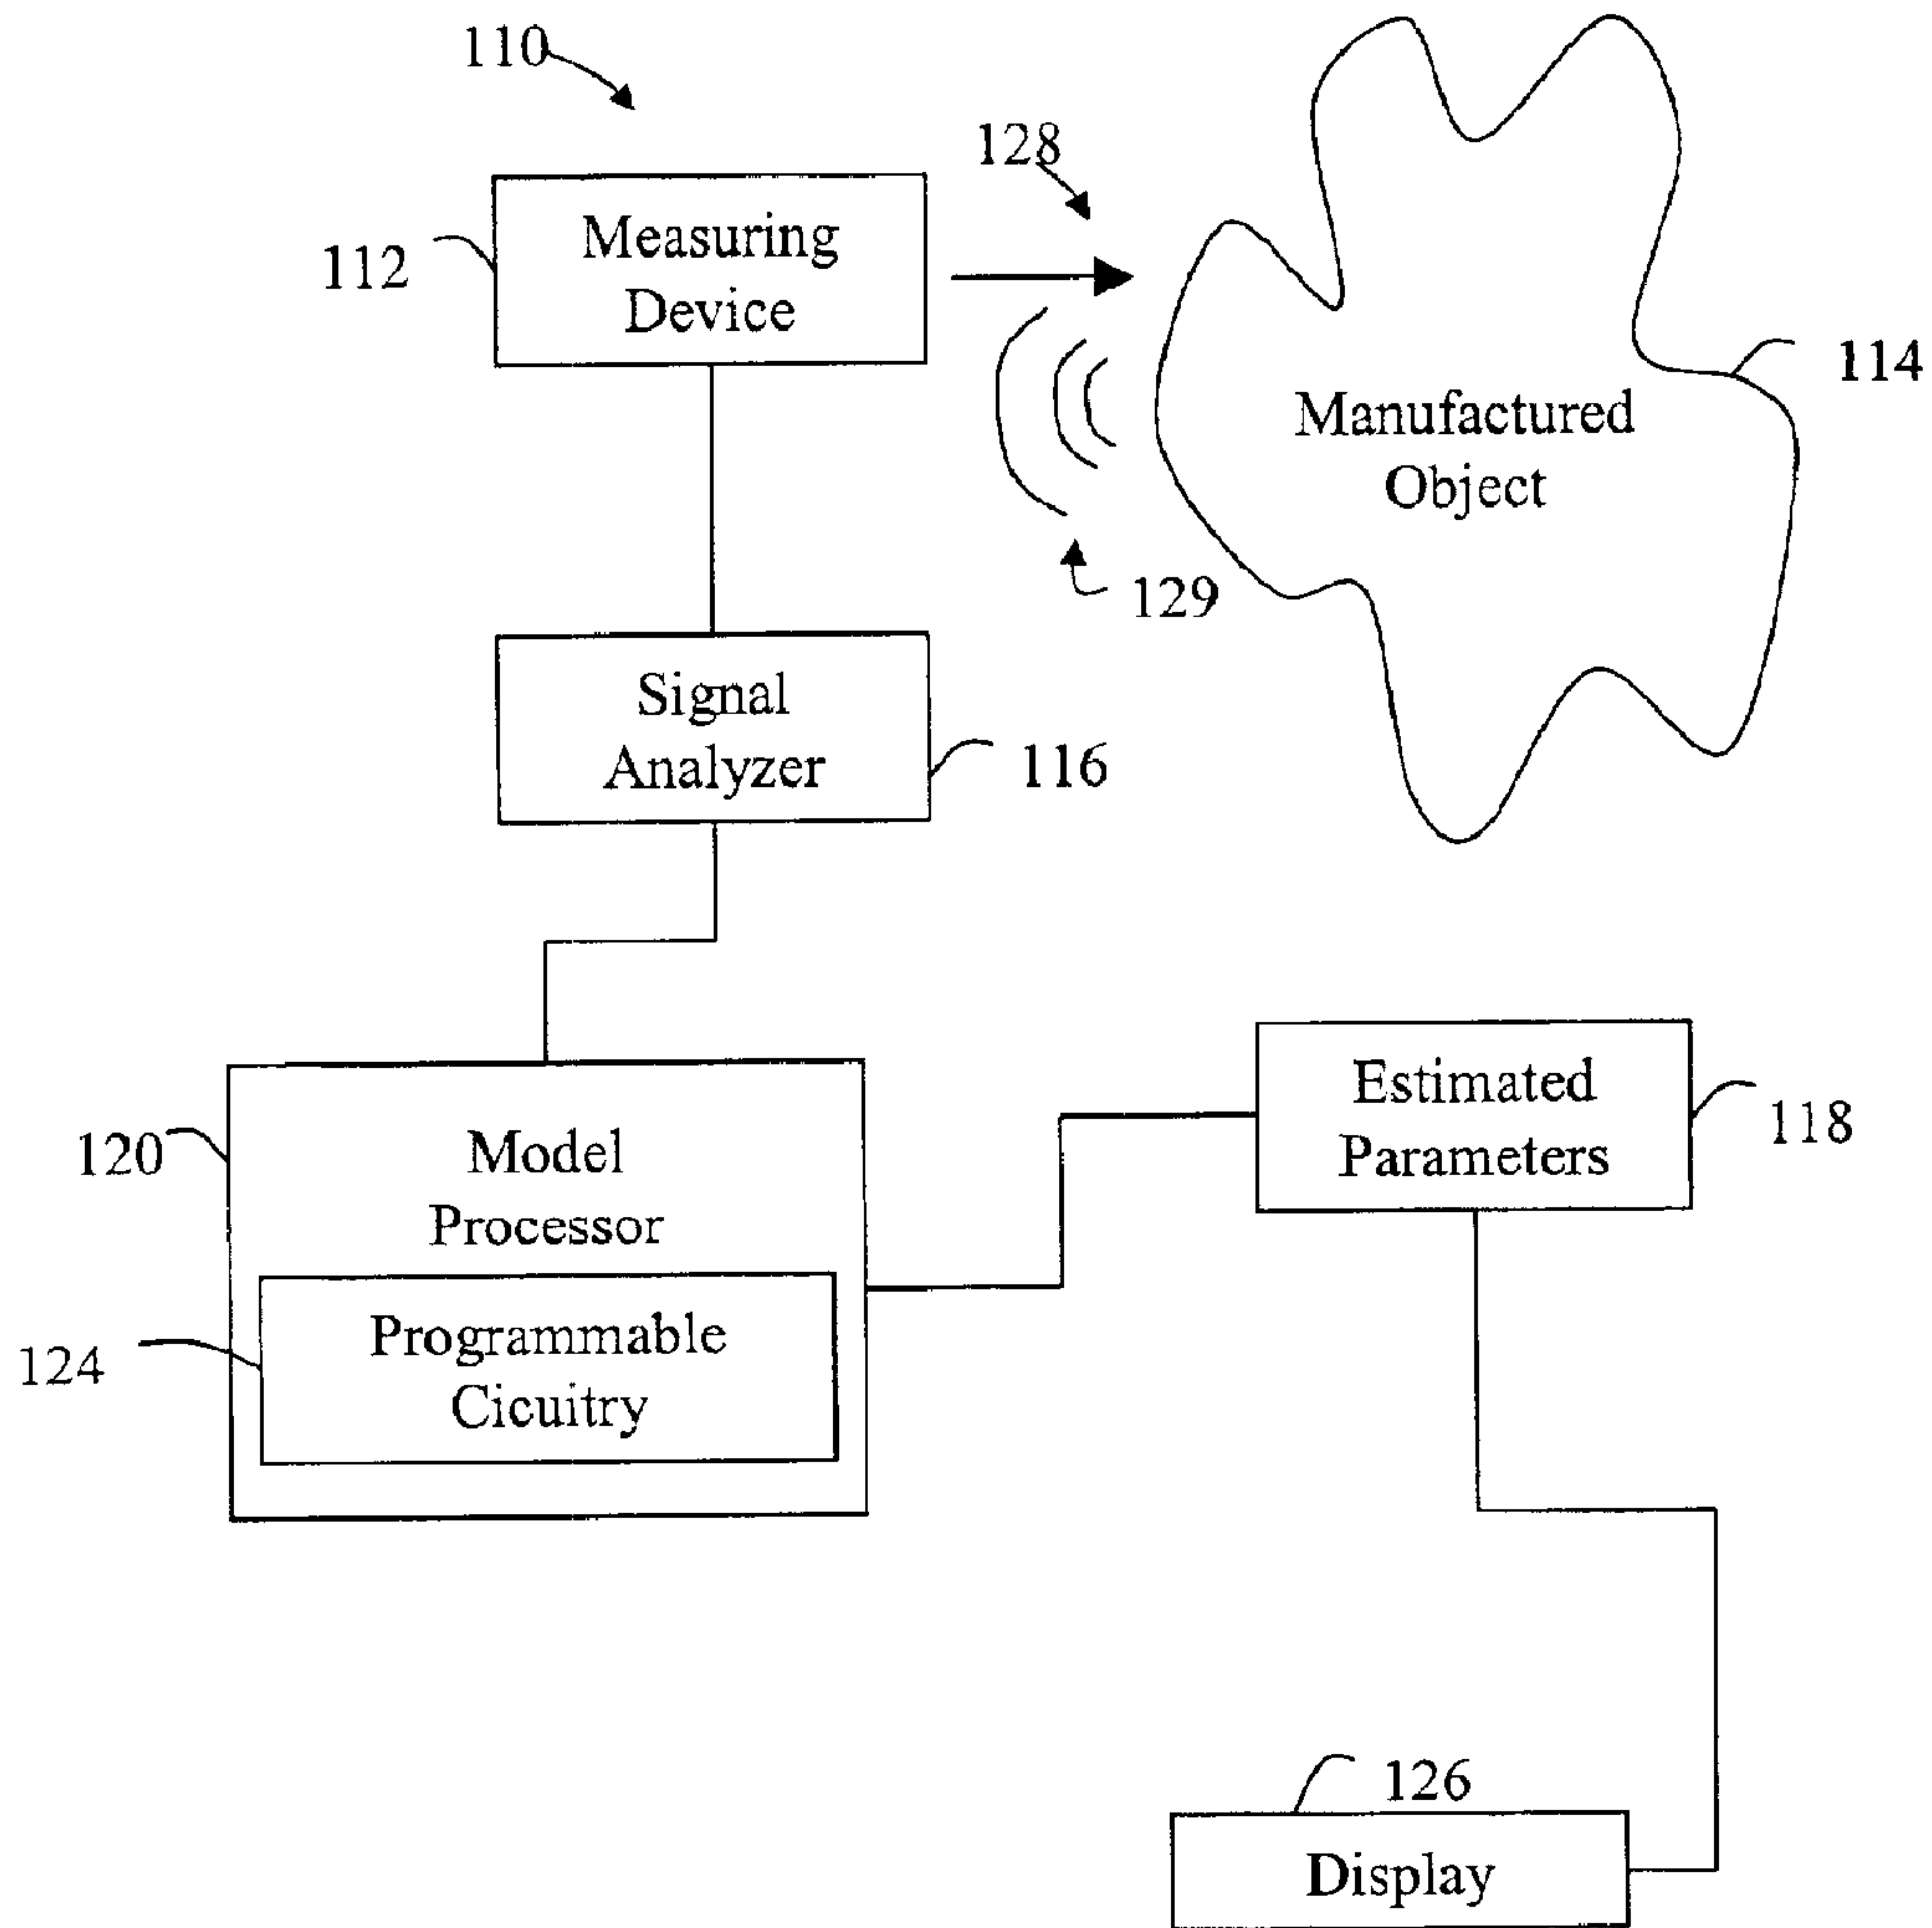 110
128
Measuring
Device
112
114
Manufactured
Object
129
Signal
Analyzer
116
Estimated
Parameters
118
120
Model
Processor
Programmable
Cicuitry
124
126
Display